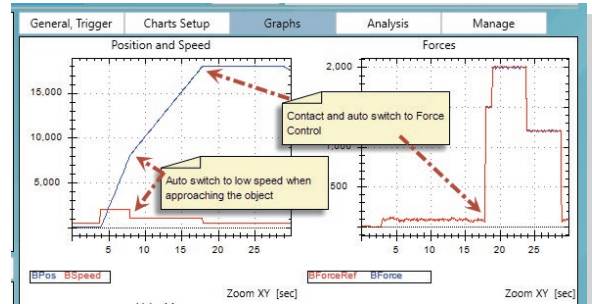 General, Trigger
Charts Setup
Graphs
Analysis
Manage
Position and Speed
Forces
15,000
10,000
5,000
5
10
15
20
25
2,000
1,000
500
5
10
15
20
25
Contact and auto switch to Force
Control
Auto switch to low speed when
approaching the object
BPos BSpeed
BForceRef BForce
Zoom XY [sec]
Zoom XY [sec]